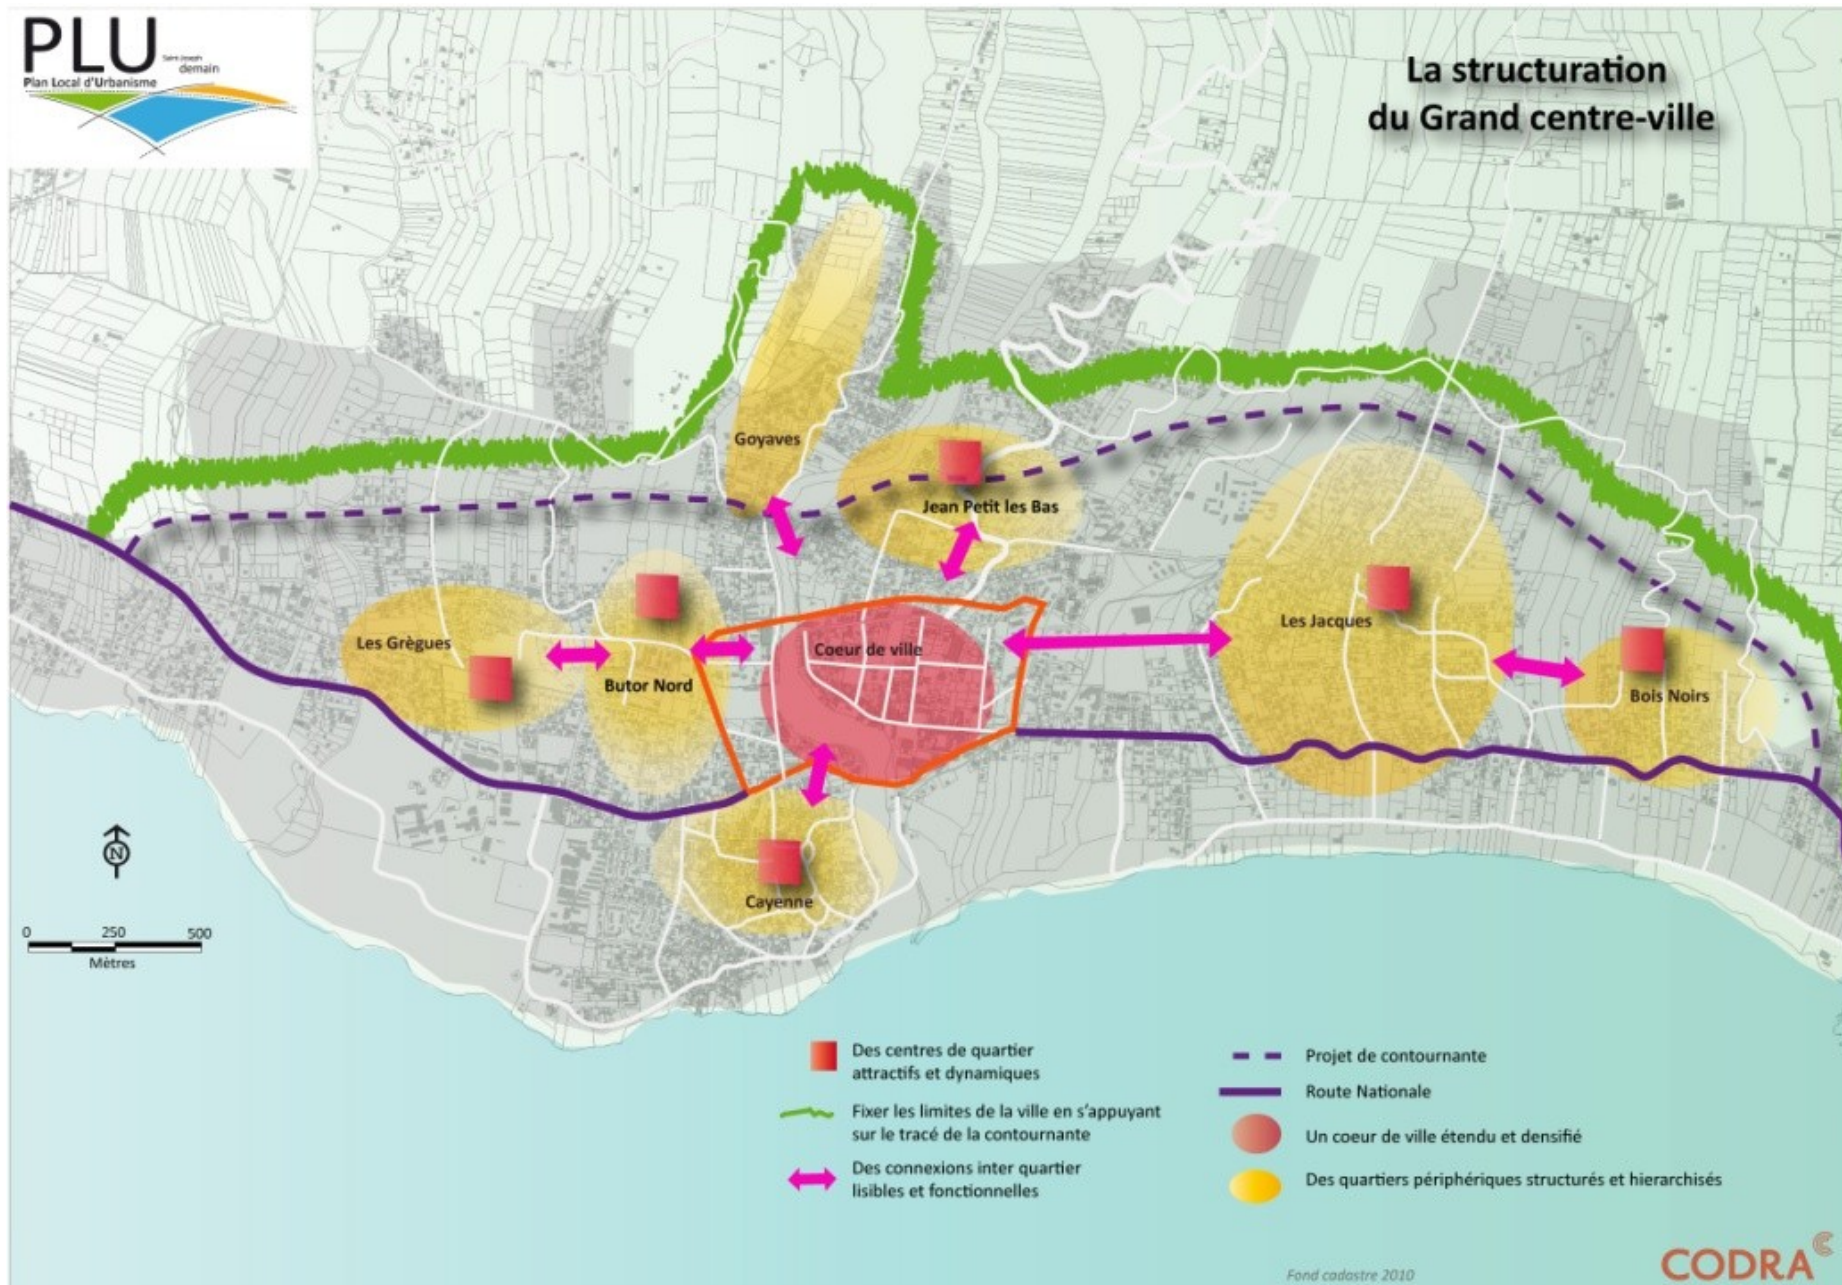 PLU
Saint-Joseph
demain
Plan Local d'Urbanisme
La structuration
du Grand centre-ville
Goyaves
Jean Petit les Bas
Les Grègues
Butor Nord
Coeur de ville
Les Jacques
Bois Noirs
Cayenne
N
0 250 500
Mètres
Des centres de quartier
attractifs et dynamiques
Fixer les limites de la ville en s'appuyant
sur le tracé de la contournante
Des connexions inter quartier
lisibles et fonctionnelles
Projet de contournante
Route Nationale
Un coeur de ville étendu et densifié
Des quartiers périphériques structurés et hierarchisés
Fond cadastre 2010
CODRA